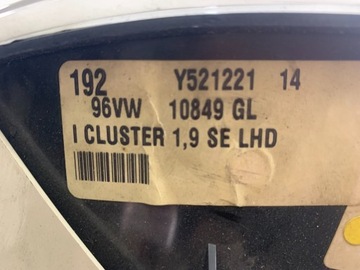 192 Y521221 14
96VW 10849 GL
I CLUSTER 1,9 SE LHD